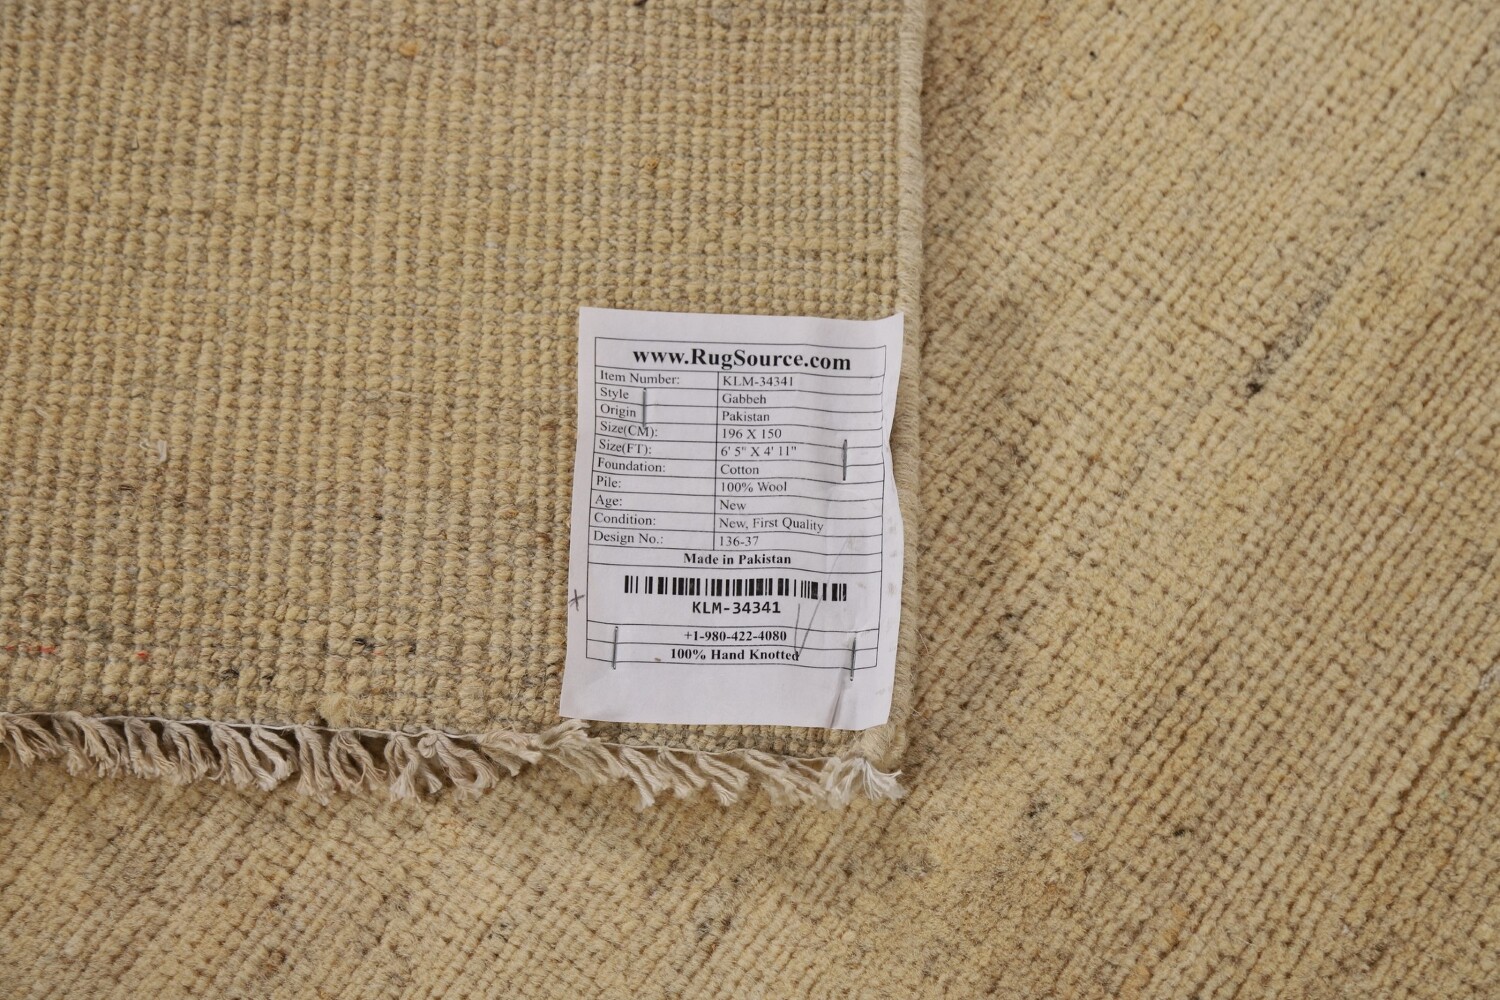 www.RugSource.com
Item Number: KLM-34341
Style Gabbeh
Origin Pakistan
Size(CM): 196 X 150
Size(FT): 6' 5" X 4' 11"
Foundation: Cotton
Pile: 100% Wool
Age: New
Condition: New, First Quality
Design No.: 136-37
Made in Pakistan
KLM-34341
+1-980-422-4080
100% Hand Knotted